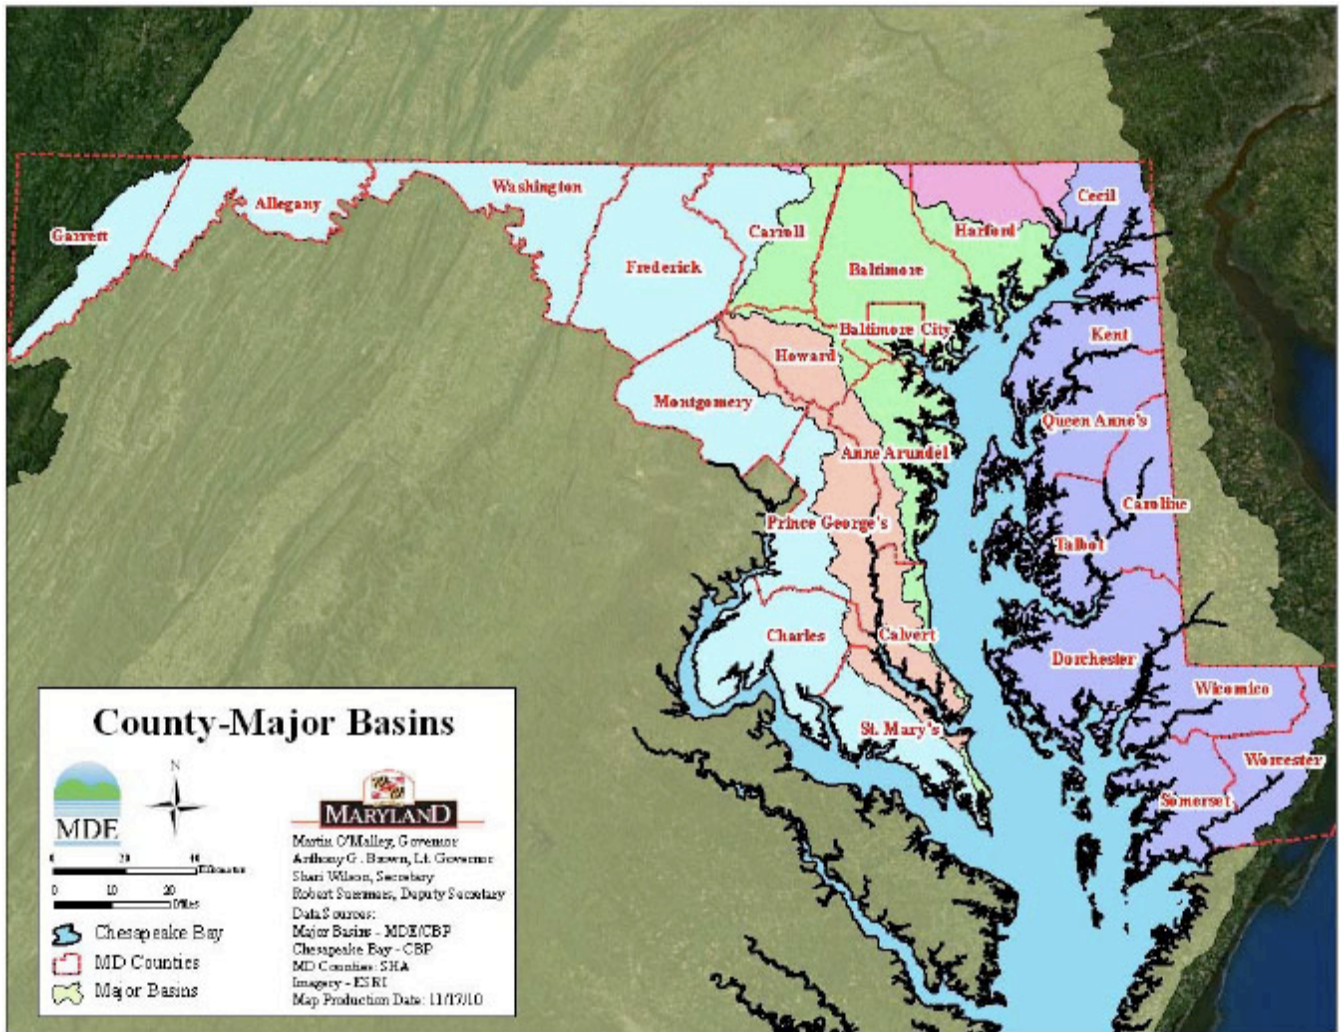 Washington
Cecil
Allegany
Garrett
Carroll
Harford
Frederick
Baltimore
Baltimore City
Kent
Howard
Montgomery
Queen Anne's
Anne Arundel
Caroline
Prince George's
Talbot
Charles
Calvert
Dorchester
Wicomico
St. Mary's
Worcester
Somerset
County-Major Basins
MDE
N
MARYLAND
Martin O'Malley, Governor
Anthony G. Brown, Lt. Governor
Shari Wilson, Secretary
Robert Summers, Deputy Secretary
Data Sources:
Major Basins - MDE/CBP
Chesapeake Bay - CBP
MD Counties: SHA
Imagery - ESRI
Map Production Date: 11/17/10
0 20 40
Kilometers
0 10 20
Miles
Chesapeake Bay
MD Counties
Major Basins